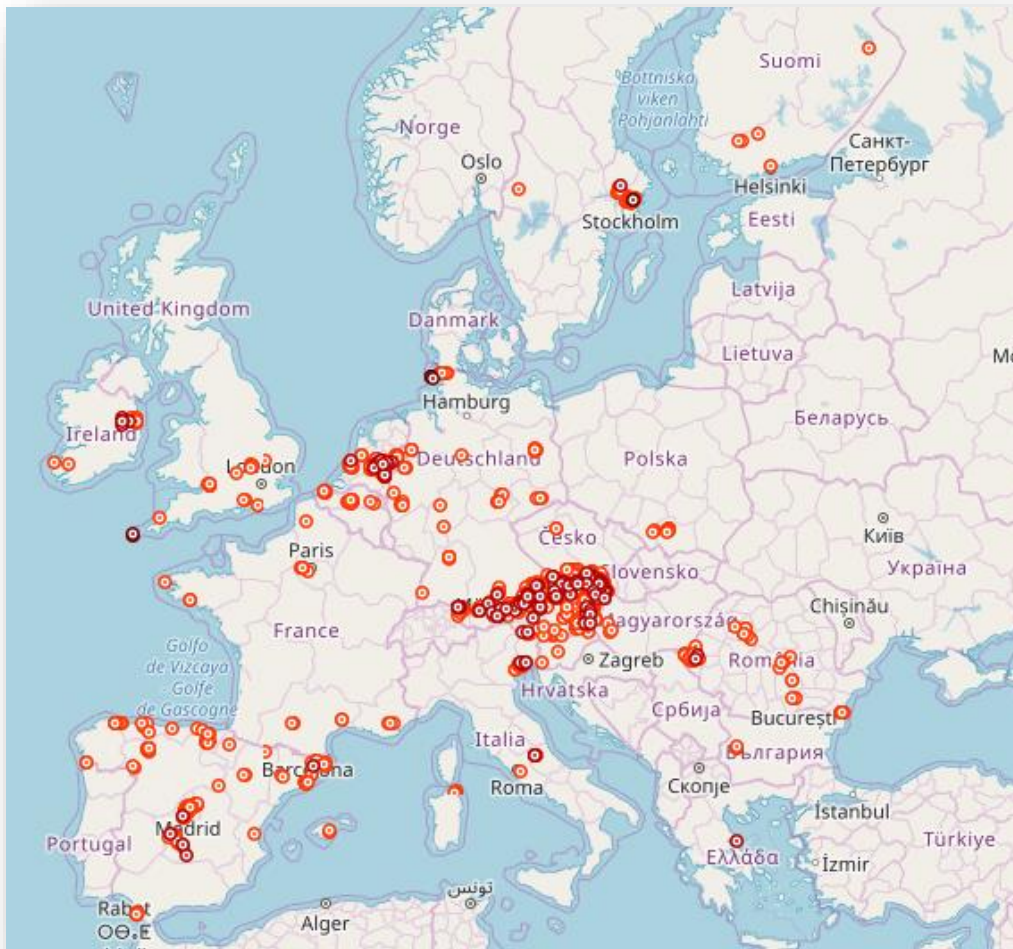 Suomi
Bottniska
viken
Pohjanlahti
Norge
Санкт-
Петербург
Oslo
Helsinki
Stockholm
Eesti
Latvija
United Kingdom
Danmark
Lietuva
Hamburg
Беларусь
Ireland
Deutschland
Polska
London
Київ
Česko
Paris
Україна
Slovensko
Chișinău
Magyarország
France
Golfo
de Vizcaya
- Golfe
de Gascogne
Zagreb
România
Hrvatska
Србија
București
Italia
България
Barcelona
Roma
Скопје
İstanbul
Madrid
Portugal
Türkiye
Ελλάδα
İzmir
تونس
Rabat
Alger
ⵔⴱⴰⵟ